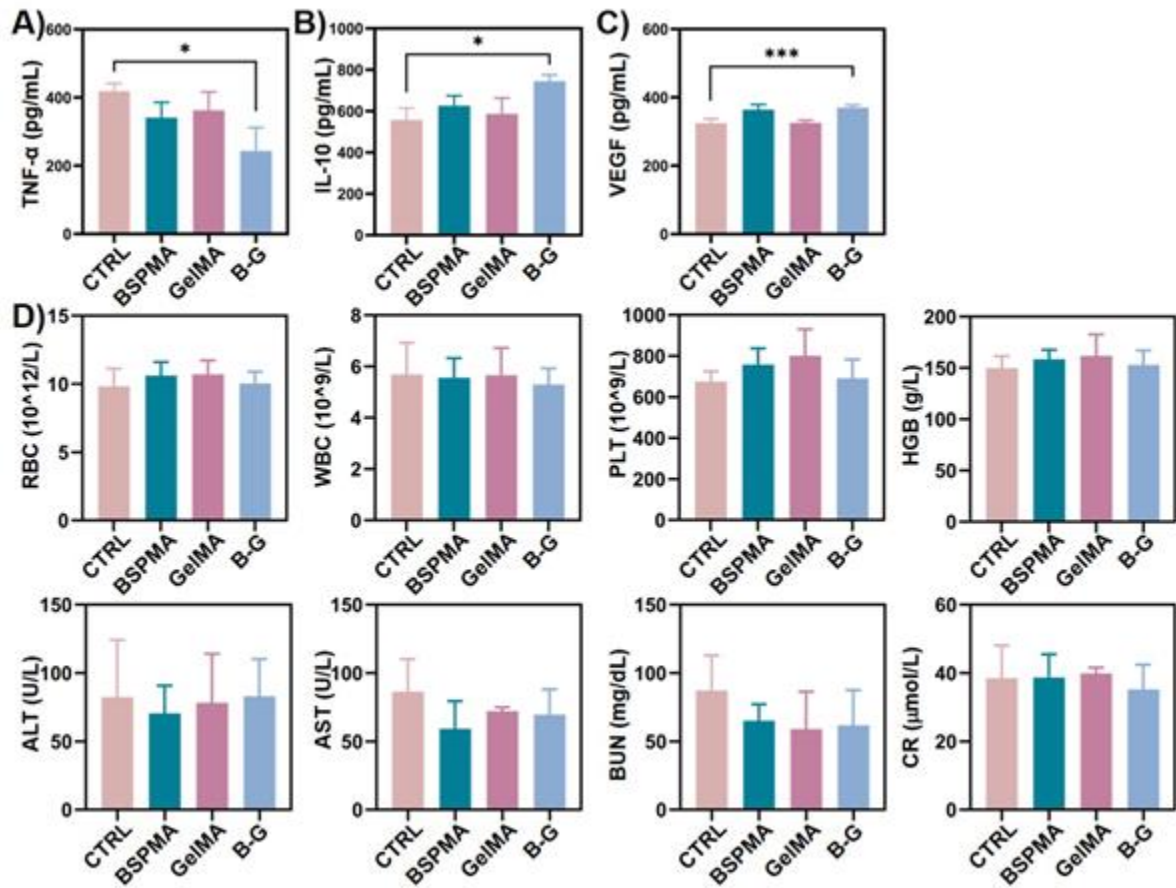 A)
TNF-α (pg/mL)
600
400
200
0
*
CTRL
BSPMA
GelMA
B-G
B)
IL-10 (pg/mL)
1000
800
600
400
200
0
*
CTRL
BSPMA
GelMA
B-G
C)
VEGF (pg/mL)
600
400
200
0
***
CTRL
BSPMA
GelMA
B-G
D)
RBC (10^12/L)
15
10
5
0
CTRL
BSPMA
GelMA
B-G
WBC (10^9/L)
8
6
4
2
0
CTRL
BSPMA
GelMA
B-G
PLT (10^9/L)
1000
800
600
400
200
0
CTRL
BSPMA
GelMA
B-G
HGB (g/L)
200
150
100
50
0
CTRL
BSPMA
GelMA
B-G
ALT (U/L)
150
100
50
0
CTRL
BSPMA
GelMA
B-G
AST (U/L)
150
100
50
0
CTRL
BSPMA
GelMA
B-G
BUN (mg/dL)
150
100
50
0
CTRL
BSPMA
GelMA
B-G
CR (μmol/L)
60
40
20
0
CTRL
BSPMA
GelMA
B-G